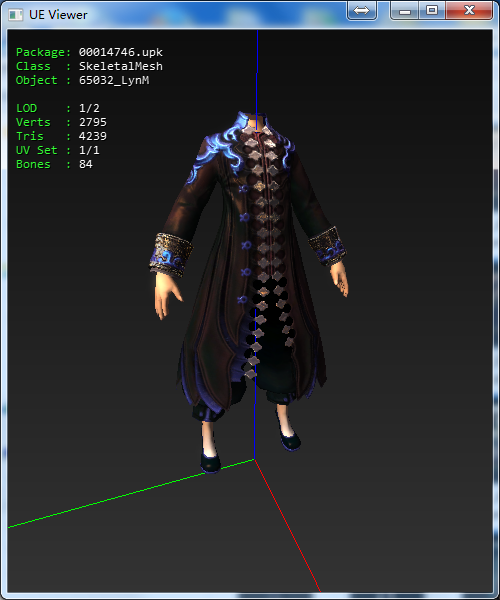 UE Viewer
Package: 00014746.upk
Class : SkeletalMesh
Object : 65032_LynM
LOD : 1/2
Verts : 2795
Tris : 4239
UV Set : 1/1
Bones : 84